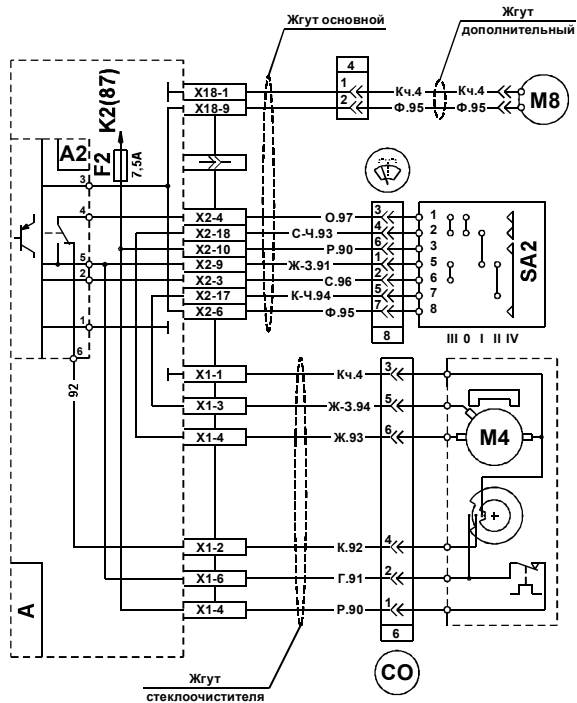 Жгут основной
Жгут
дополнительный
4
X18-1
1
Кч.4
Кч.4
X18-9
2
Ф.95
Ф.95
M8
K2(87)
A2
F2
7,5А
3
4
X2-4
О.97
3
1
X2-18
С-Ч.93
4
2
X2-10
Р.90
6
3
5
X2-9
Ж-З.91
1
5
2
X2-3
С.96
2
6
X2-17
К-Ч.94
5
7
X2-6
Ф.95
7
8
SA2
1
8
III 0 I II IV
6
92
X1-1
Кч.4
3
X1-3
Ж-З.94
5
X1-4
Ж.93
6
M4
X1-2
К.92
4
X1-6
Г.91
2
X1-4
Р.90
1
6
A
СО
Жгут
стеклоочистителя